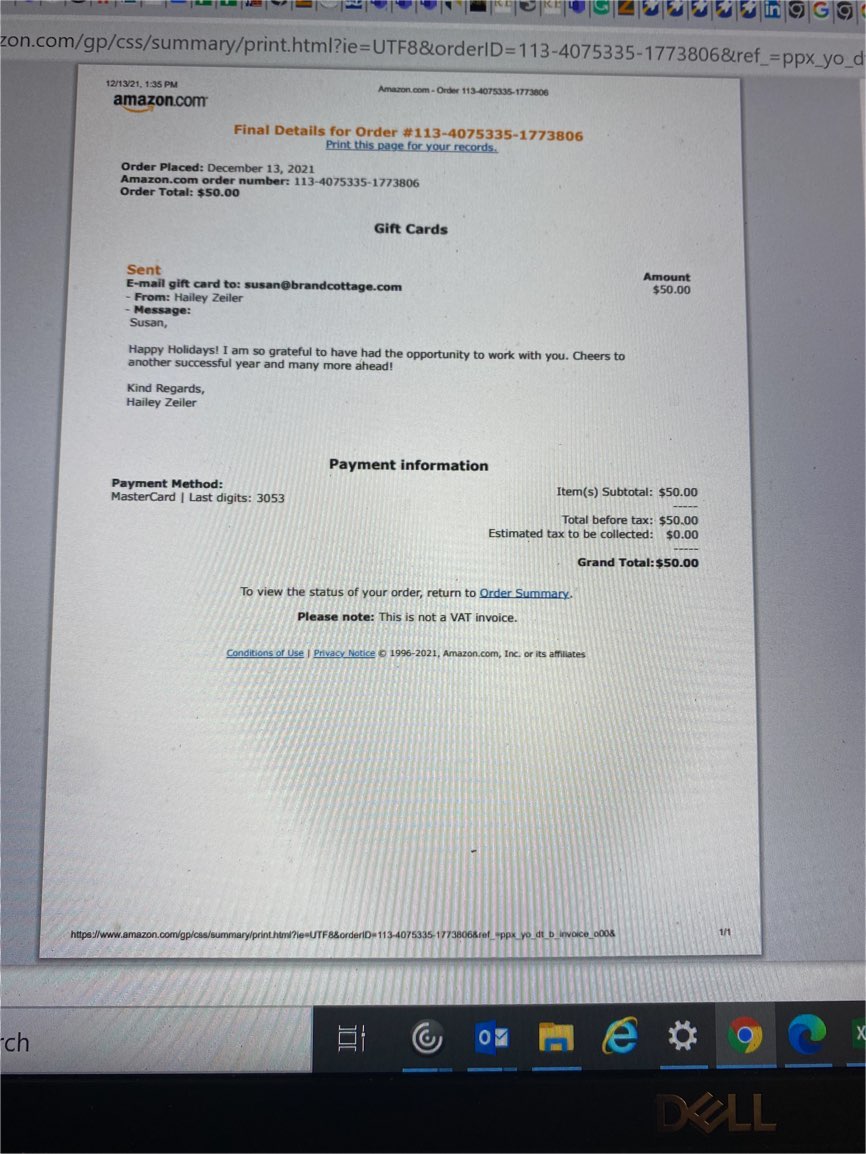 zon.com/gp/css/summary/print.html?ie=UTF8&orderID=113-4075335-1773806&ref_=ppx_yo_d
12/13/21, 1:35 PM
Amazon.com - Order 113-4075335-1773806
amazon.com
Final Details for Order #113-4075335-1773806
Print this page for your records.
Order Placed: December 13, 2021
Amazon.com order number: 113-4075335-1773806
Order Total: $50.00
Gift Cards
Sent
Amount
E-mail gift card to: susan@brandcottage.com
$50.00
- From: Hailey Zeiler
- Message:
Susan,
Happy Holidays! I am so grateful to have had the opportunity to work with you. Cheers to
another successful year and many more ahead!
Kind Regards,
Hailey Zeiler
Payment information
Payment Method:
MasterCard | Last digits: 3053
Item(s) Subtotal: $50.00
-----
Total before tax: $50.00
Estimated tax to be collected: $0.00
-----
Grand Total: $50.00
To view the status of your order, return to Order Summary.
Please note: This is not a VAT invoice.
Conditions of Use | Privacy Notice © 1996-2021, Amazon.com, Inc. or its affiliates
https://www.amazon.com/gp/css/summary/print.html?ie=UTF8&orderID=113-4075335-1773806&ref_=ppx_yo_dt_b_invoice_o00&
1/1
rch
DELL